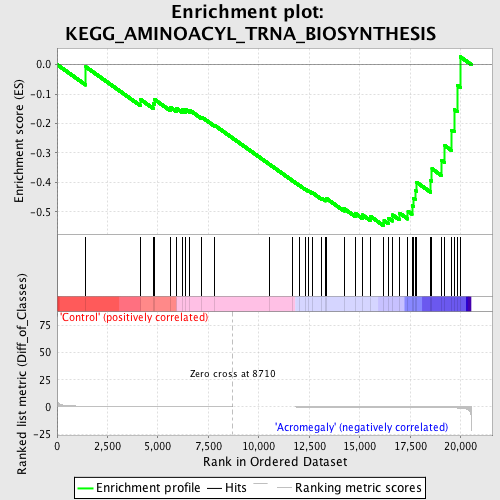 Enrichment plot:
KEGG_AMINOACYL_TRNA_BIOSYNTHESIS
Enrichment score (ES)
0.0
-0.1
-0.2
-0.3
-0.4
-0.5
'Control' (positively correlated)
Ranked list metric (Diff_of_Classes)
75
50
25
0
-25
Zero cross at 8710
'Acromegaly' (negatively correlated)
0
2,500
5,000
7,500
10,000
12,500
15,000
17,500
20,000
Rank in Ordered Dataset
Enrichment profile
Hits
Ranking metric scores